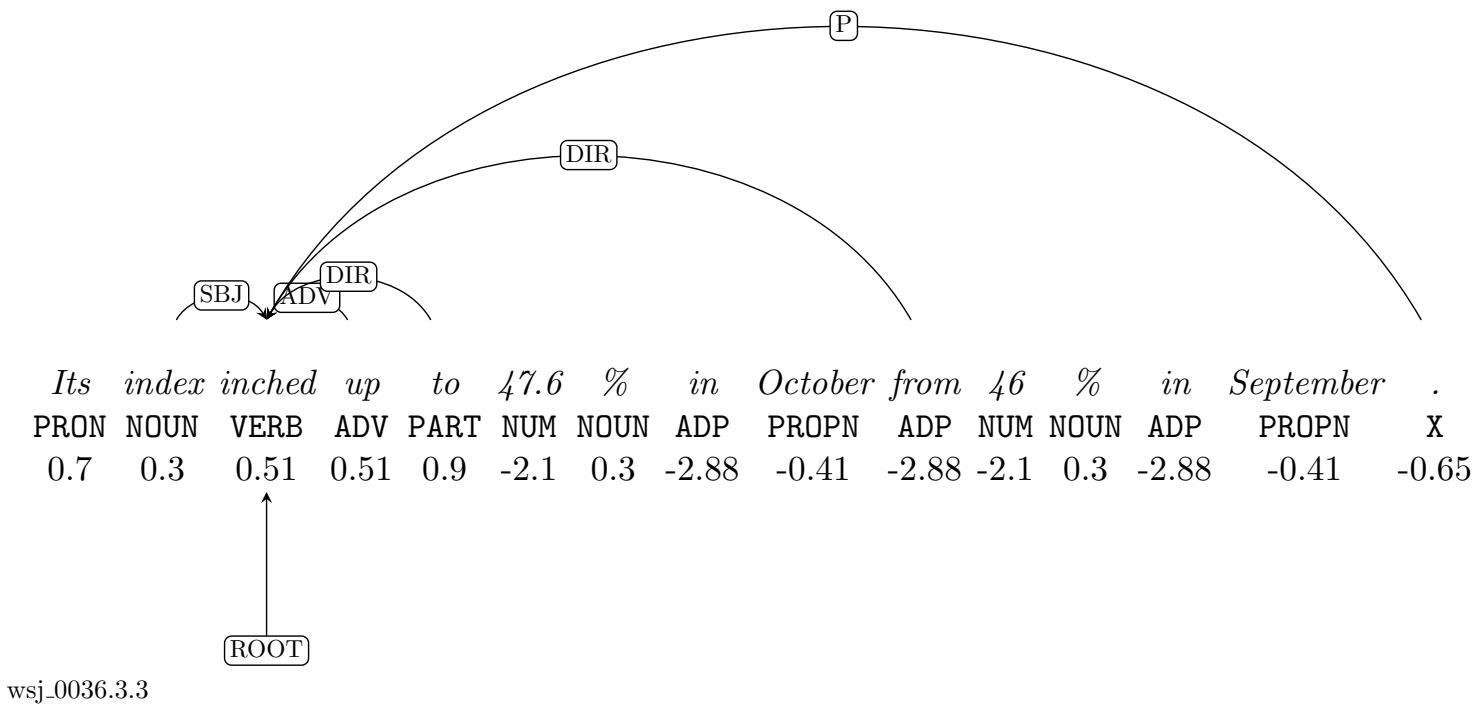 P
DIR
DIR
SBJ ADV
Its index inched up to 47.6 % in October from 46 % in September .
PRON NOUN VERB ADV PART NUM NOUN ADP PROPN ADP NUM NOUN ADP PROPN X
0.7 0.3 0.51 0.51 0.9 -2.1 0.3 -2.88 -0.41 -2.88 -2.1 0.3 -2.88 -0.41 -0.65
ROOT
wsj_0036.3.3